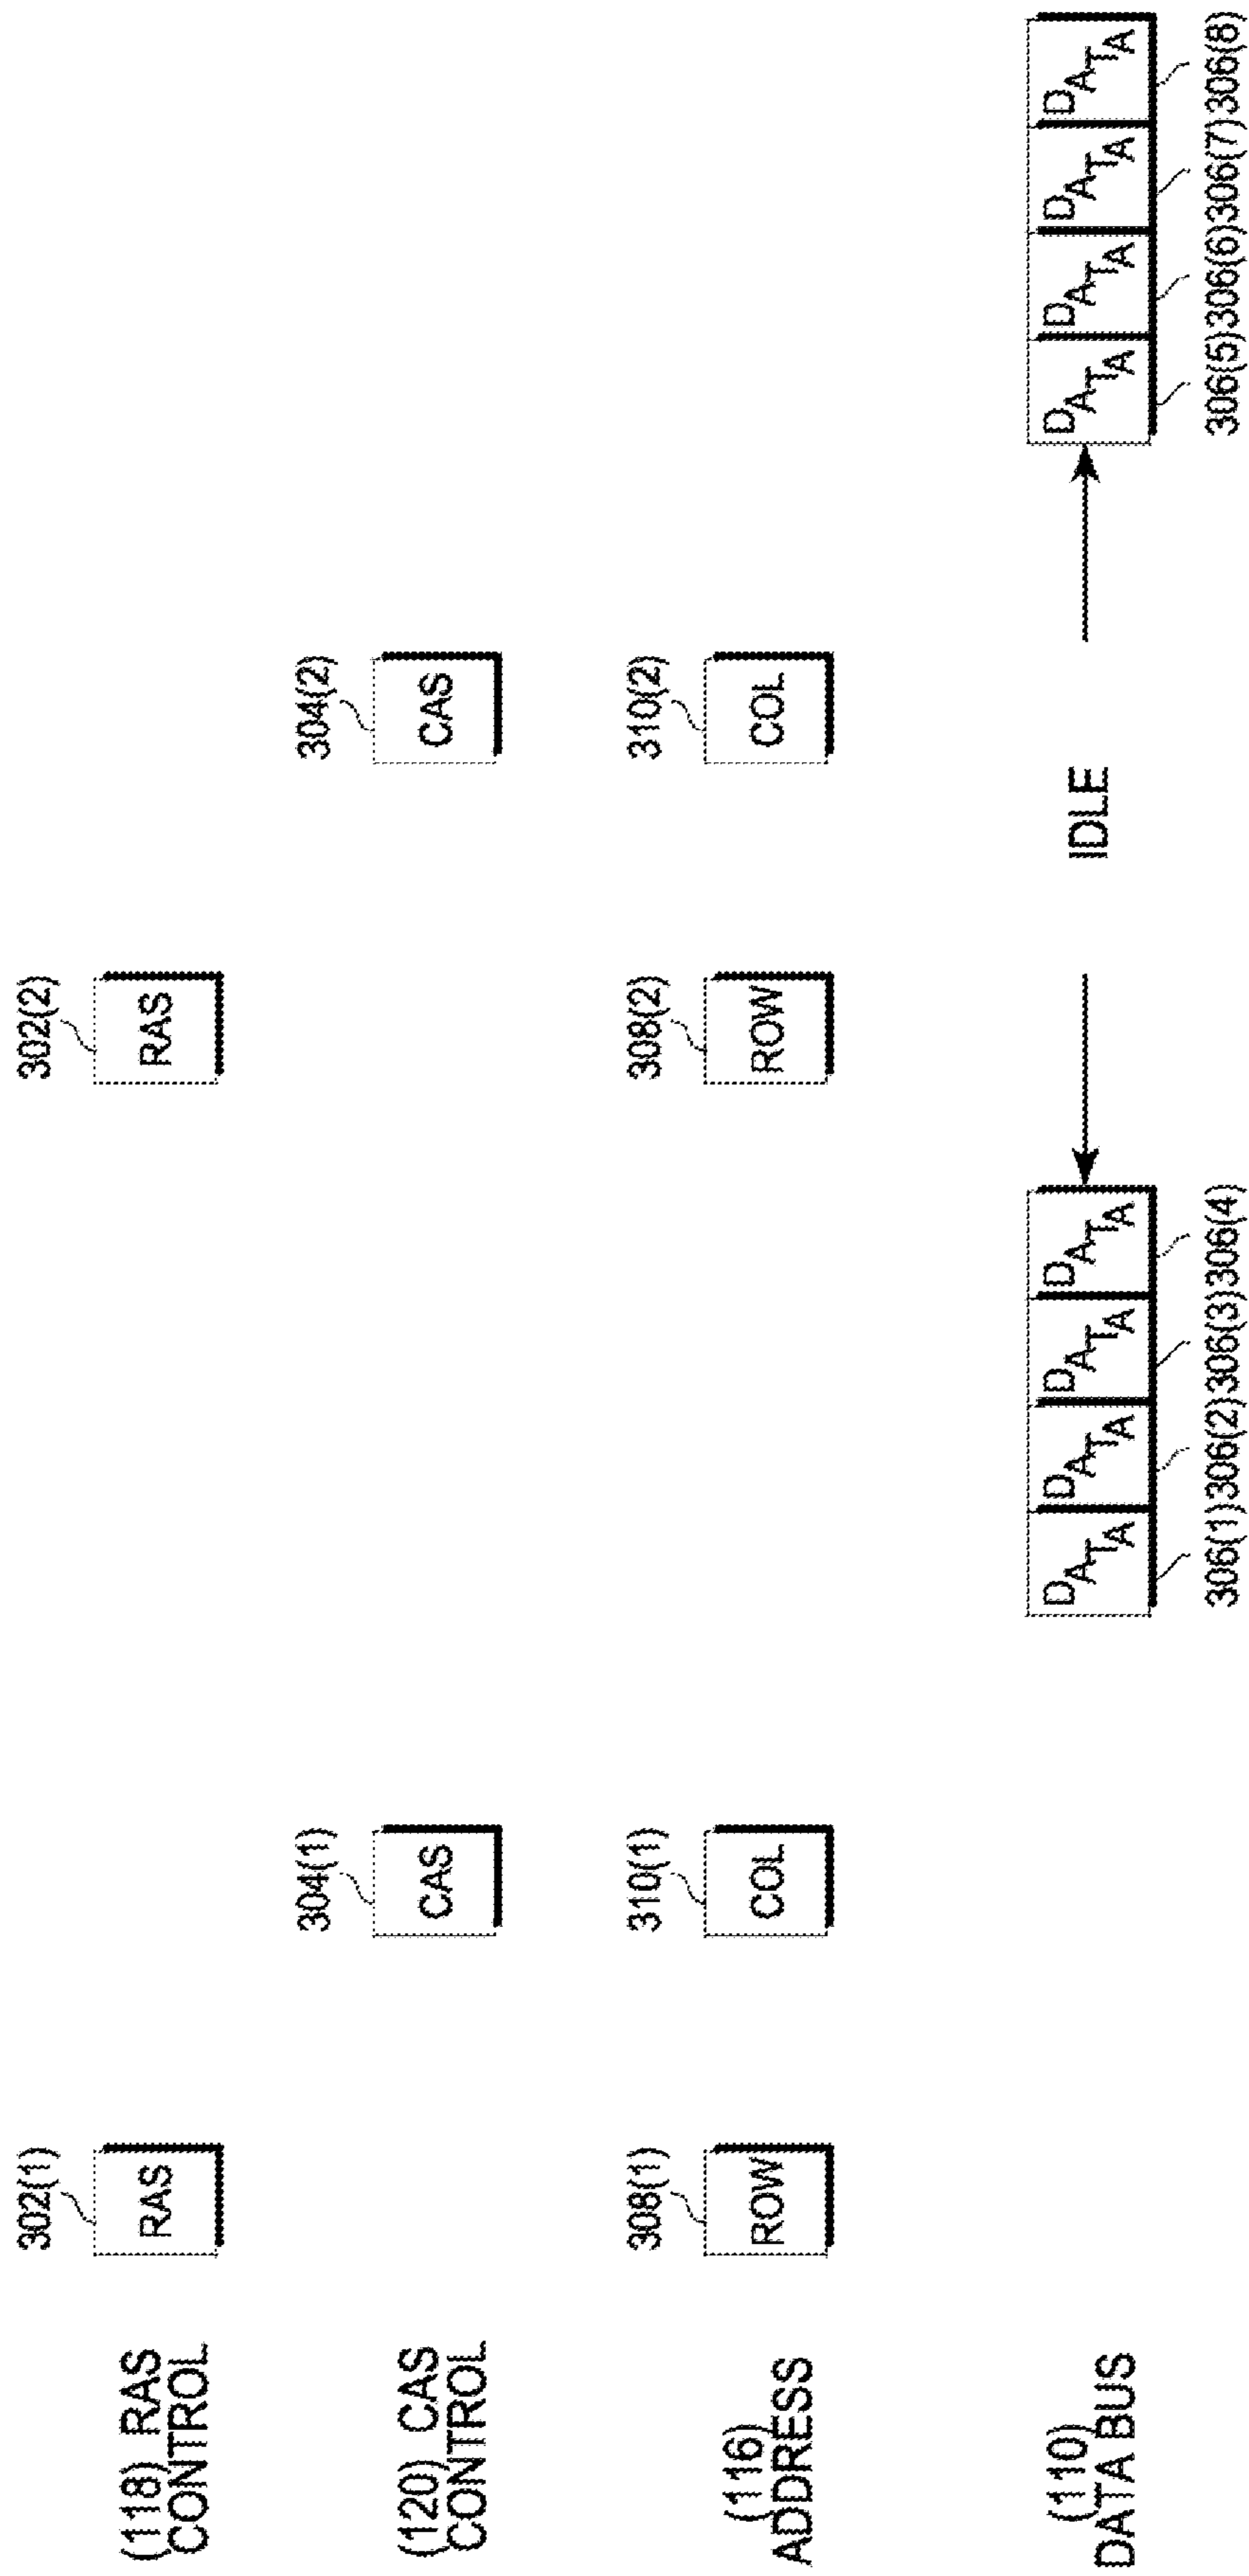 302(1)
302(2)
(118) RAS
CONTROL
RAS
RAS
304(1)
304(2)
(120) CAS
CONTROL
CAS
CAS
308(1)
310(1)
308(2)
310(2)
(116)
ADDRESS
ROW
COL
ROW
COL
(110)
DATA BUS
DATA
DATA
DATA
DATA
IDLE
DATA
DATA
DATA
DATA
306(1) 306(2) 306(3) 306(4)
306(5) 306(6) 306(7) 306(8)